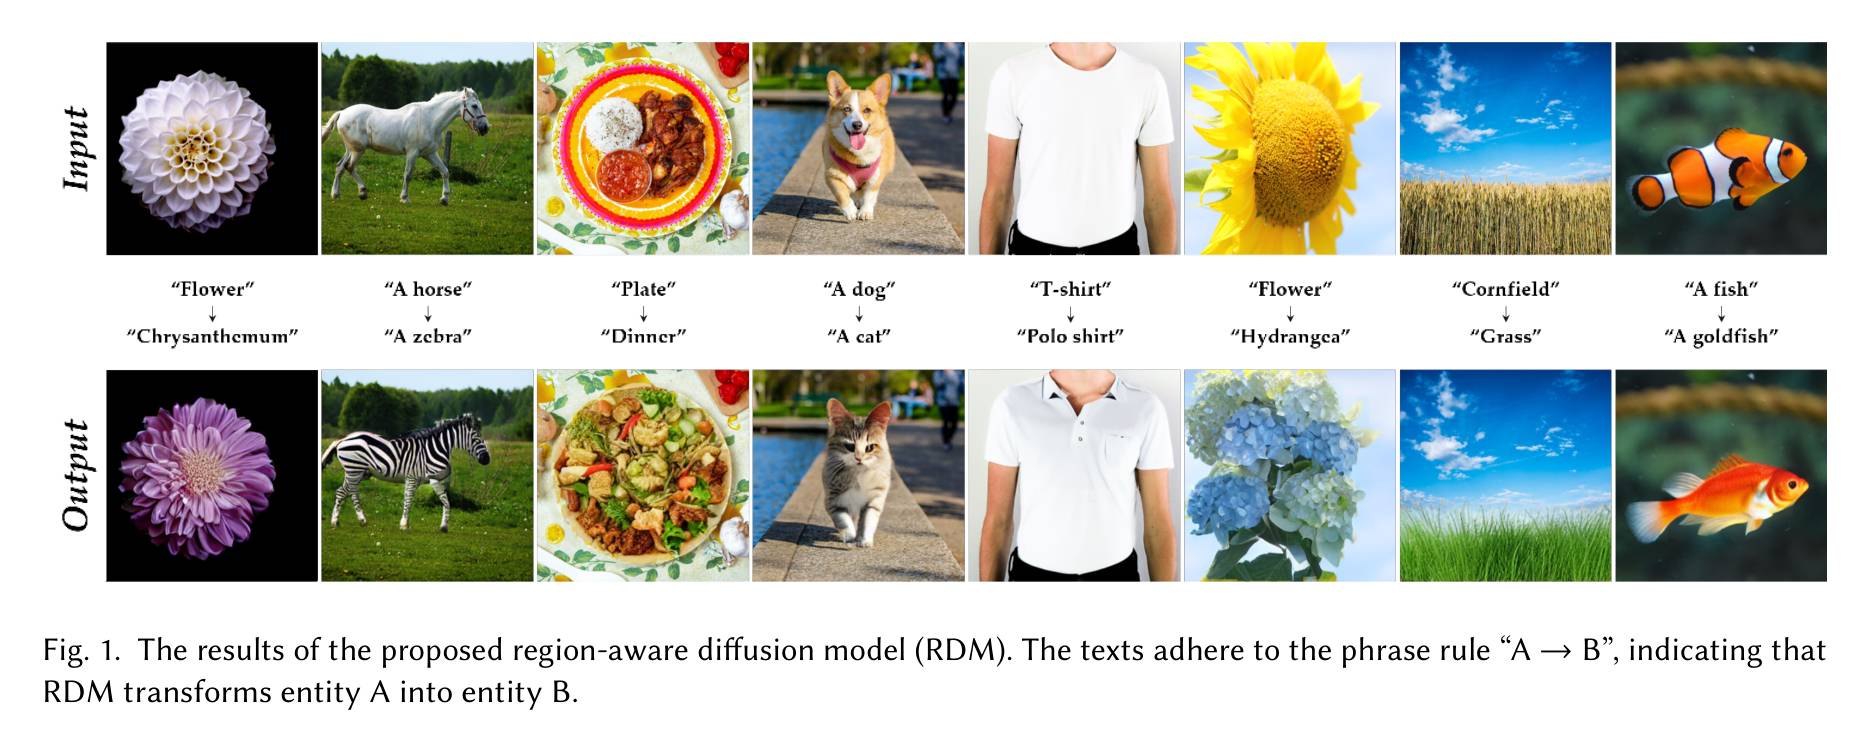 Input
“Flower” “A horse” “Plate” “A dog” “T-shirt” “Flower” “Cornfield” “A fish”
↓ ↓ ↓ ↓ ↓ ↓ ↓ ↓
“Chrysanthemum” “A zebra” “Dinner” “A cat” “Polo shirt” “Hydrangea” “Grass” “A goldfish”
Output
Fig. 1. The results of the proposed region-aware diffusion model (RDM). The texts adhere to the phrase rule “A → B”, indicating that
RDM transforms entity A into entity B.